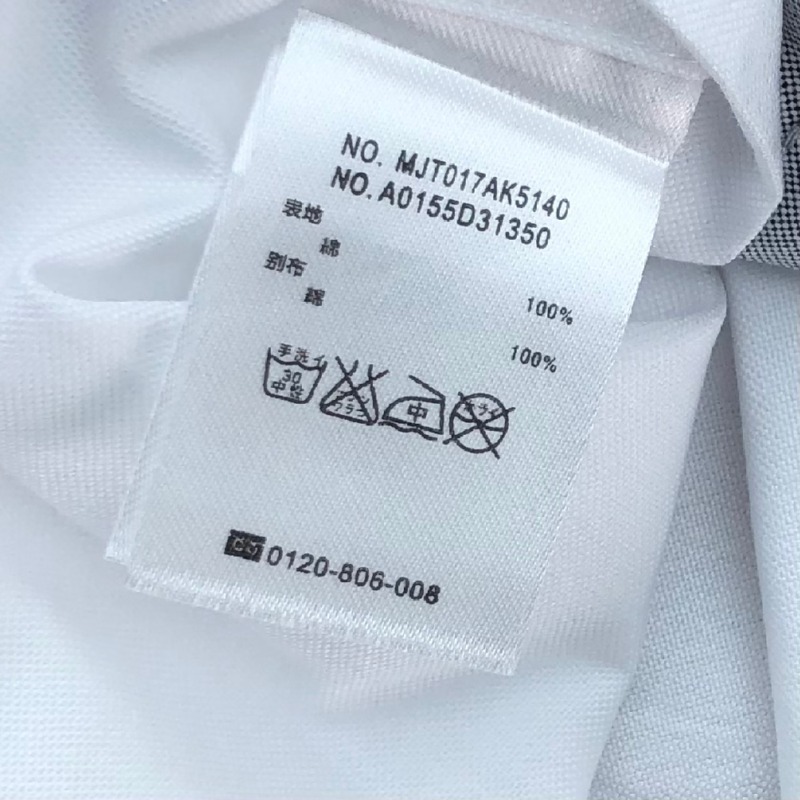 NO. MJT017AK5140
NO. A0155D31350
表地
綿 100%
別布
綿 100%
手洗イ
30
中性
中
0120-806-008